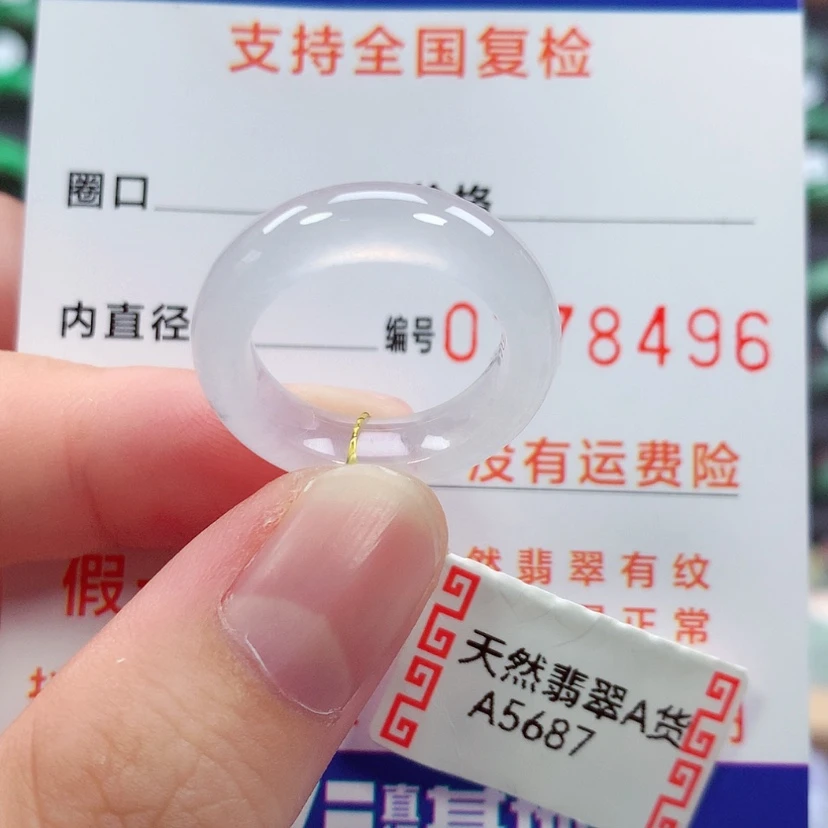 支持全国复检
圈口
格
内直径 编号 0 78496
没有运费险
假
然翡翠有纹
正常
天然翡翠A货
A5687